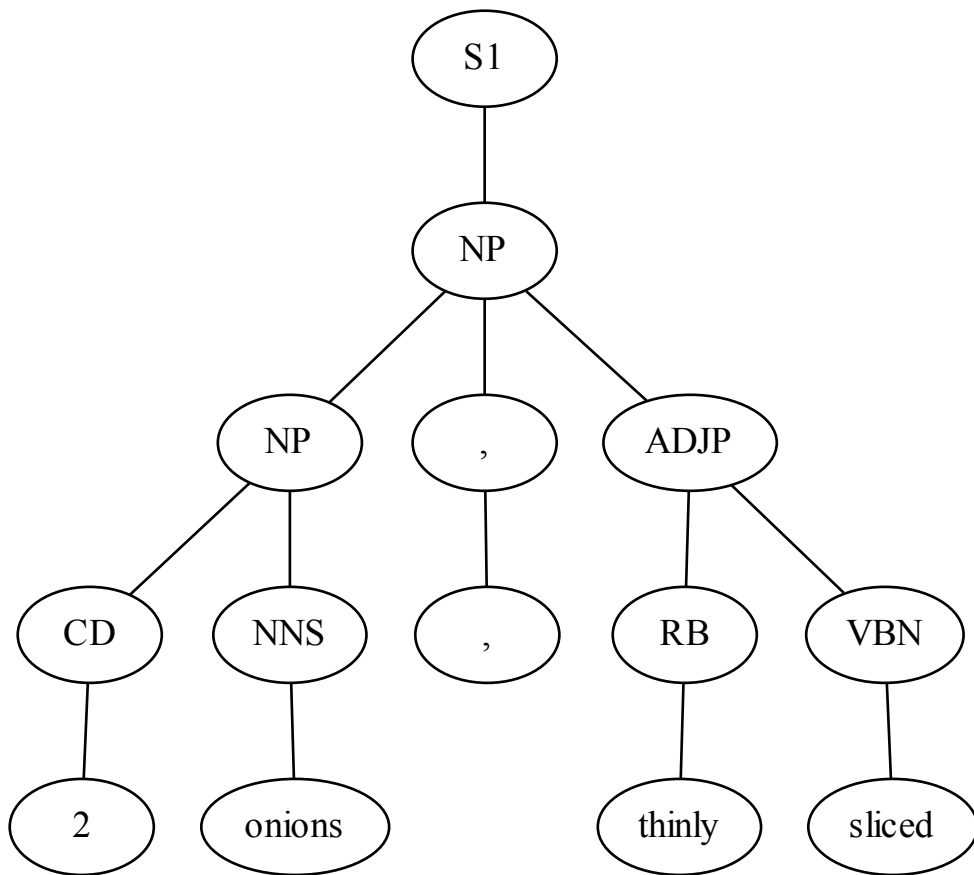 S1
NP
NP , ADJP
CD NNS , RB VBN
2 onions thinly sliced